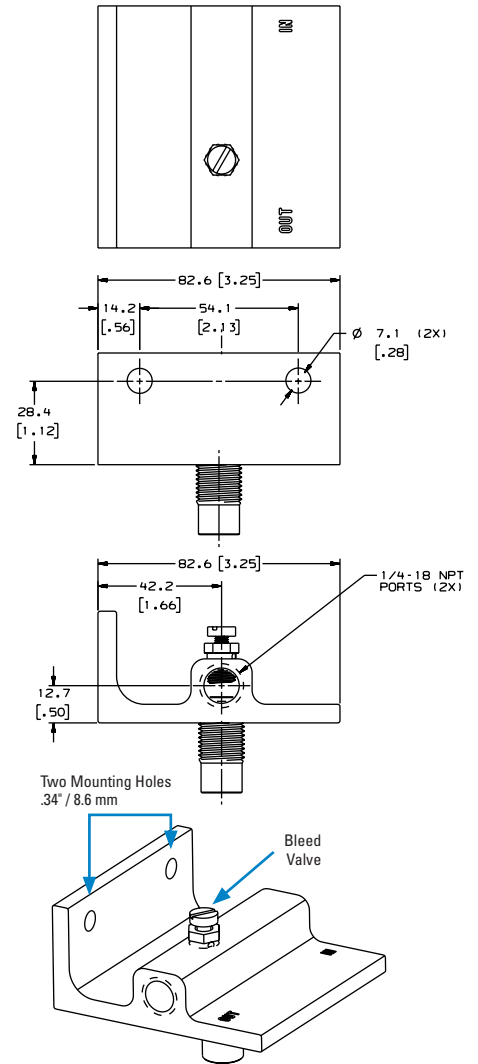 IN
OUT
82.6 [3.25]
14.2
[.56]
54.1
[2.13]
Ø 7.1 (2X)
[.28]
28.4
[1.12]
82.6 [3.25]
42.2
[1.66]
1/4-18 NPT
PORTS (2X)
12.7
[.50]
Two Mounting Holes
.34" / 8.6 mm
Bleed
Valve
OUT